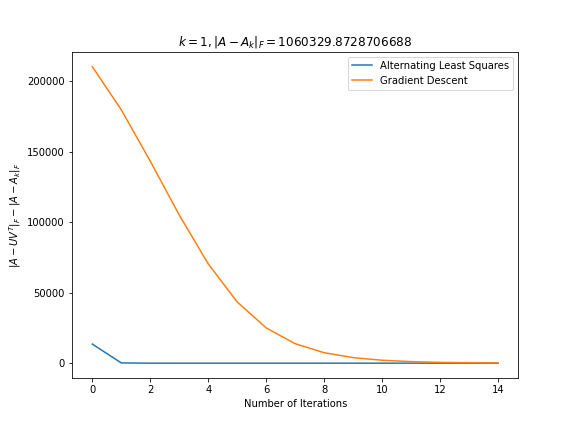 k = 1, |A − A_k|_F = 1060329.8728706688
Alternating Least Squares
Gradient Descent
|A − UV^T|_F − |A − A_k|_F
200000
150000
100000
50000
0
0 2 4 6 8 10 12 14
Number of Iterations